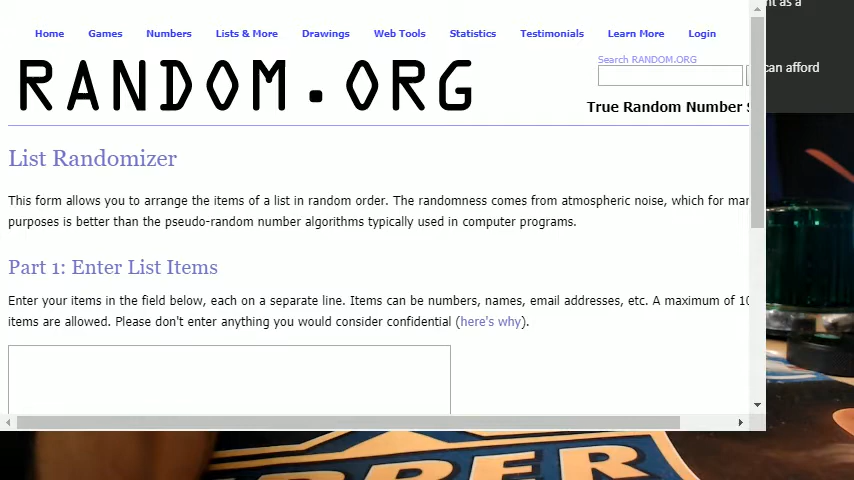 nt as a
Home Games Numbers Lists & More Drawings Web Tools Statistics Testimonials Learn More Login
Search RANDOM.ORG
RANDOM.ORG
can afford
True Random Number
List Randomizer
This form allows you to arrange the items of a list in random order. The randomness comes from atmospheric noise, which for
purposes is better than the pseudo-random number algorithms typically used in computer programs.
Part 1: Enter List Items
Enter your items in the field below, each on a separate line. Items can be numbers, names, email addresses, etc. A maximum of
items are allowed. Please don't enter anything you would consider confidential (here's why).